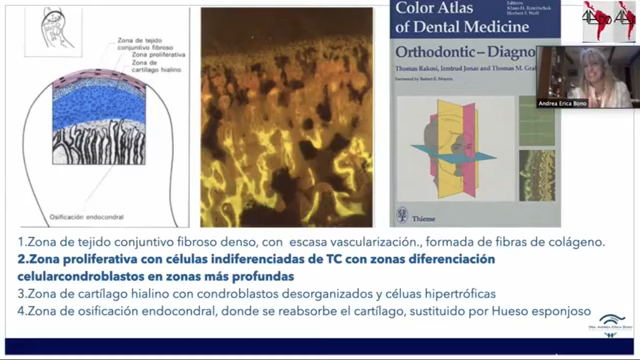 Zona de tejido
conjuntivo fibroso
Zona proliferativa
Zona de
cartílago hialino
Osificación endocondral
Editors
Color Atlas
of Dental Medicine
Orthodontic–Diagno
Thomas Rakosi, Irmtrud Jonas and Thomas M. Gra
Thieme
Andrea Erica Bono
1.Zona de tejido conjuntivo fibroso denso, con escasa vascularización., formada de fibras de colágeno.
2.Zona proliferativa con células indiferenciadas de TC con zonas diferenciación
celularcondroblastos en zonas más profundas
3.Zona de cartílago hialino con condroblastos desorganizados y céluas hipertróficas
4.Zona de osificación endocondral, donde se reabsorbe el cartílago, sustituido por Hueso esponjoso